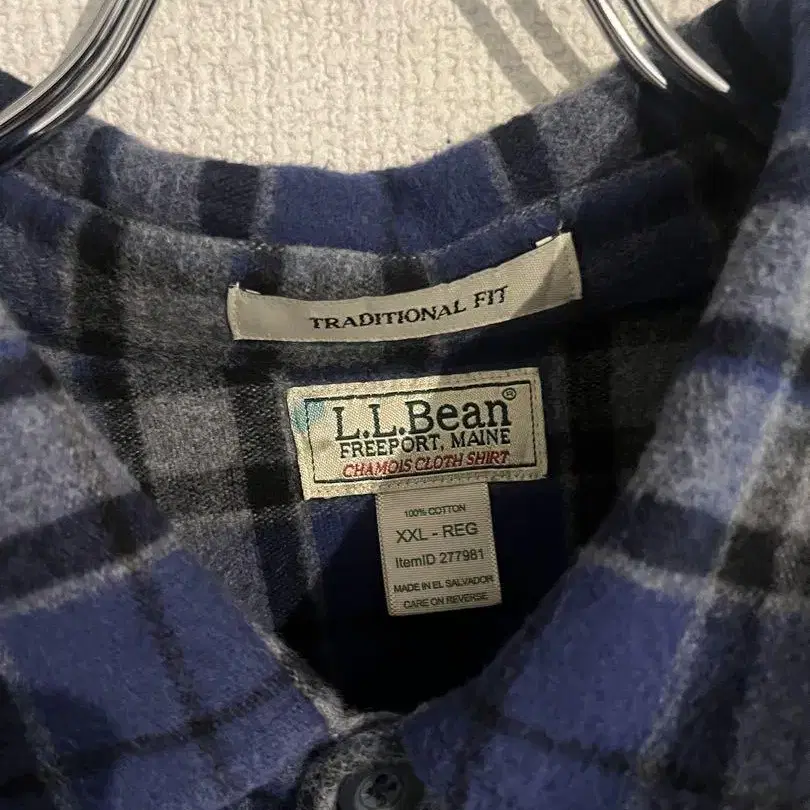 TRADITIONAL FIT
L.L.Bean®
FREEPORT, MAINE
CHAMOIS CLOTH SHIRT
100% COTTON
XXL - REG
ItemID 277981
MADE IN EL SALVADOR
CARE ON REVERSE